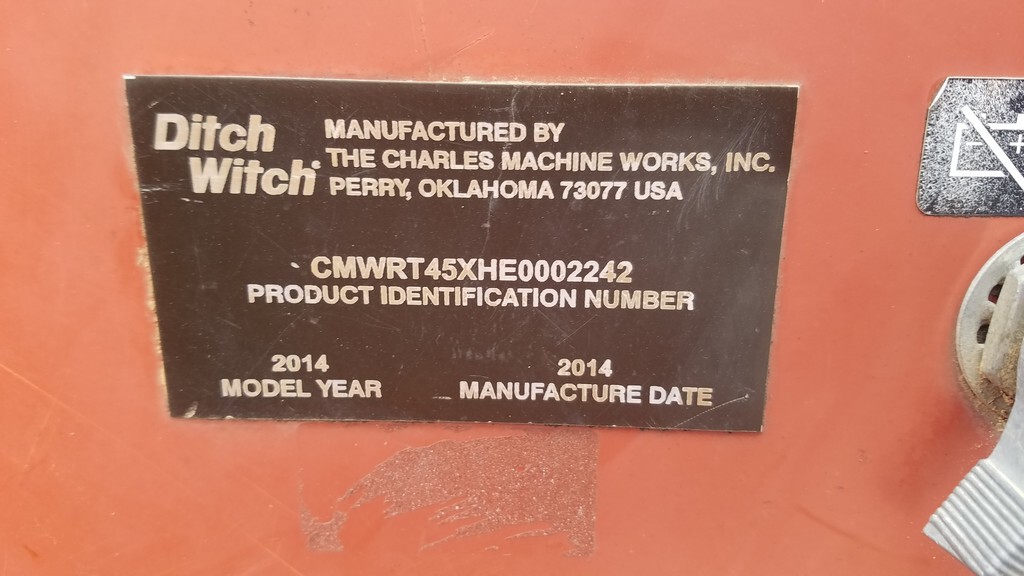 Ditch
Witch®
MANUFACTURED BY
THE CHARLES MACHINE WORKS, INC.
PERRY, OKLAHOMA 73077 USA
CMWRT45XHE0002242
PRODUCT IDENTIFICATION NUMBER
2014
MODEL YEAR
2014
MANUFACTURE DATE